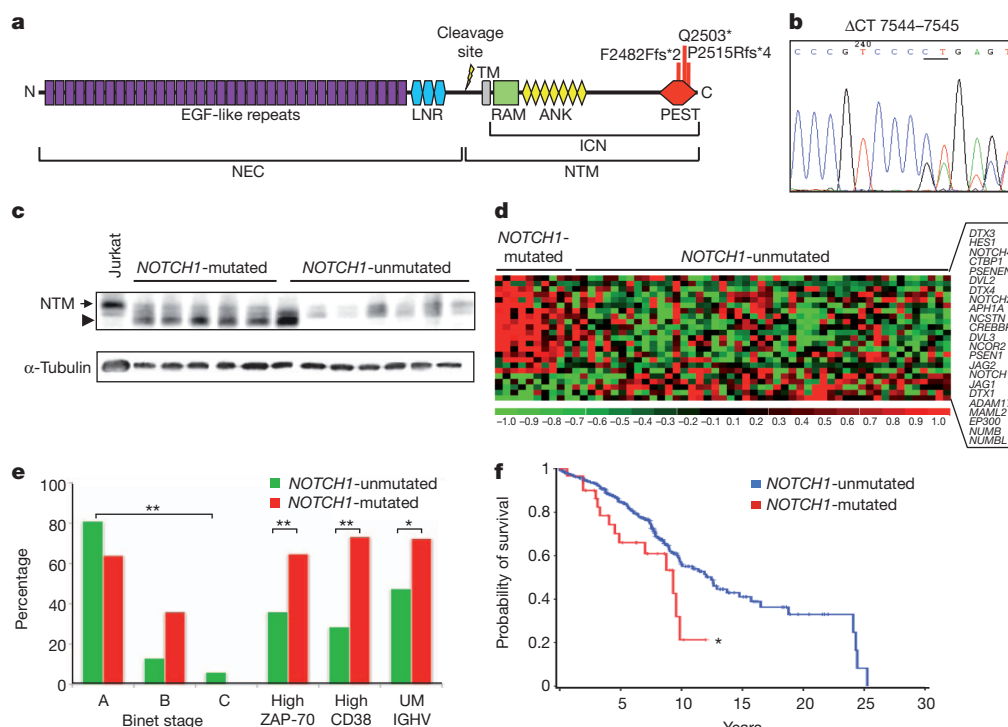 a
Cleavage site
Q2503*
F2482Ffs*2
P2515Rfs*4
TM
N
C
EGF-like repeats
LNR
RAM
ANK
PEST
ICN
NEC
NTM
b
ΔCT 7544–7545
240
C C C G T C C C C T G A G T
c
Jurkat
NOTCH1-mutated
NOTCH1-unmutated
NTM
α-Tubulin
d
NOTCH1-mutated
NOTCH1-unmutated
DTX3
HES1
CTBP1
PSENEN
DVL2
DTX4
APH1A
NCSTN
DVL3
NCOR2
PSEN1
JAG2
JAG1
DTX1
MAML2
EP300
NUMB
NUMBL
−1.0 −0.9 −0.8 −0.7 −0.6 −0.5 −0.4 −0.3 −0.2 −0.1 0.0 0.1 0.2 0.3 0.4 0.5 0.6 0.7 0.8 0.9 1.0
e
NOTCH1-unmutated
NOTCH1-mutated
Percentage
100
80
60
40
20
0
**
**
**
*
A
B
C
Binet stage
High ZAP-70
High CD38
UM IGHV
f
NOTCH1-unmutated
NOTCH1-mutated
Probability of survival
1
0.8
0.6
0.4
0.2
0
*
5 10 15 20 25 30